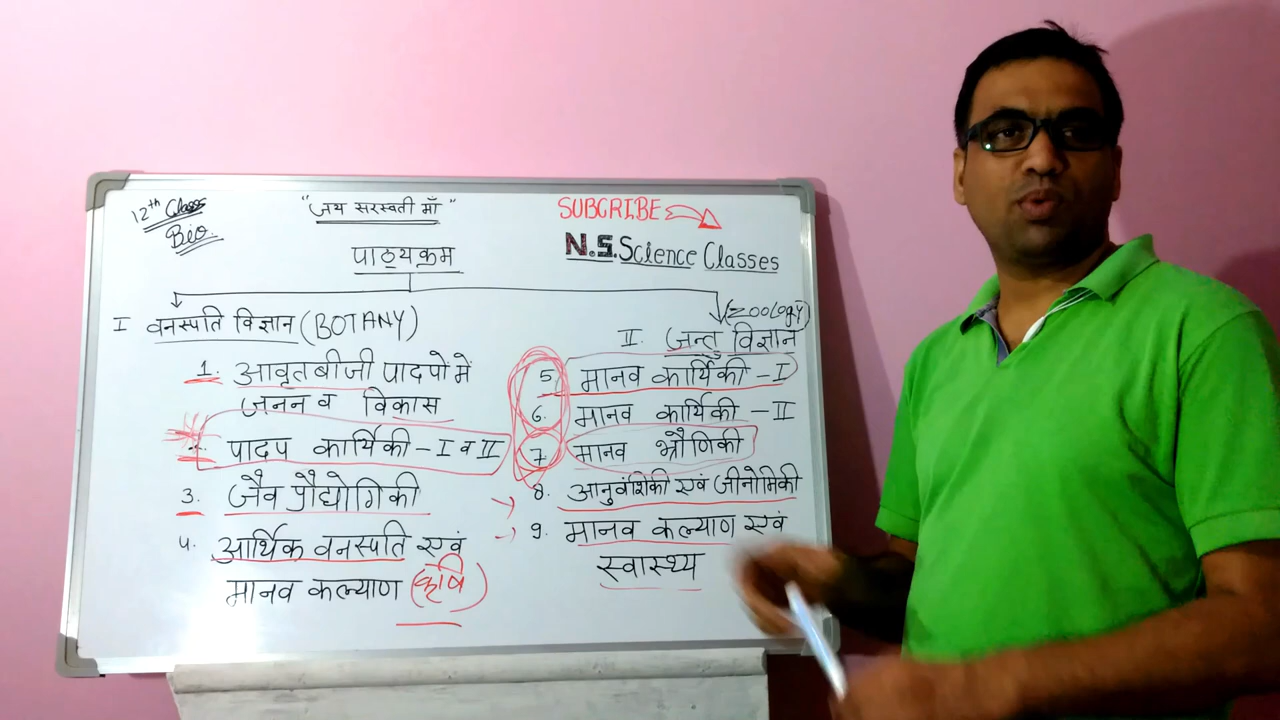 12th Class
Bio.
"जय सरस्वती माँ"
SUBCRIBE
N.S. Science Classes
पाठ्यक्रम
I वनस्पति विज्ञान (BOTANY)
1. आवृतबीजी पादपों में
जनन व विकास
पादप कार्यिकी - I व II
3. जैव प्रौद्योगिकी
4. आर्थिक वनस्पति एवं
मानव कल्याण (कृषि)
(ZOOLOGY)
II. जन्तु विज्ञान
5 मानव कार्यिकी - I
6. मानव कार्यिकी - II
7 मानव भ्रौणिकी
8. आनुवंशिकी एवं जीनोमिकी
9. मानव कल्याण एवं
स्वास्थ्य